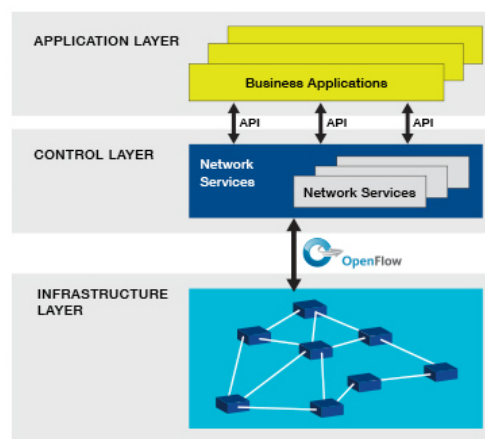 APPLICATION LAYER
Business Applications
API API API
CONTROL LAYER
Network
Services
Network Services
OpenFlow
INFRASTRUCTURE
LAYER